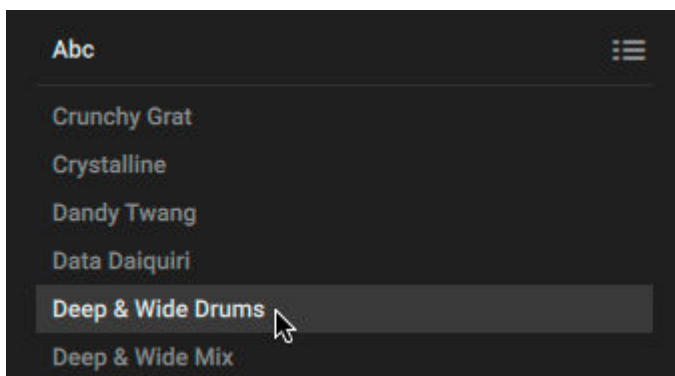 Abc
Crunchy Grat
Crystalline
Dandy Twang
Data Daiquiri
Deep & Wide Drums
Deep & Wide Mix